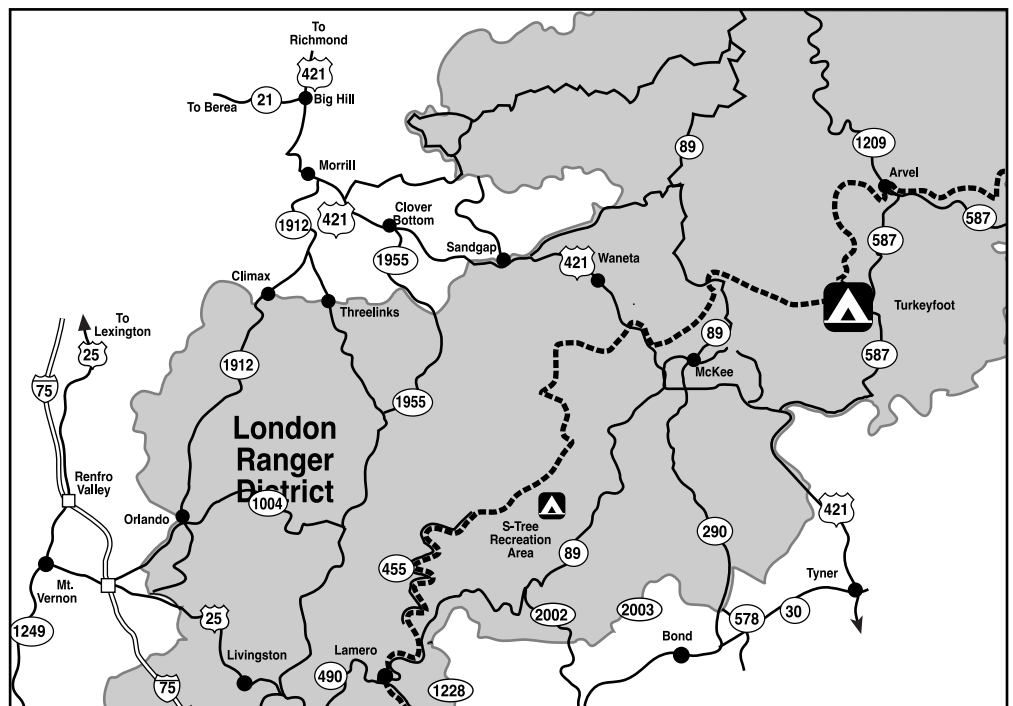 To
Richmond
421
To Berea
21
Big Hill
Morrill
89
1209
Arvel
1912
421
Clover
Bottom
587
1955
Sandgap
421
Waneta
587
Climax
Threelinks
Turkeyfoot
To
Lexington
25
89
587
75
1912
McKee
1955
London
Ranger
District
Renfro
Valley
1004
Orlando
S-Tree
Recreation
Area
421
290
89
455
Mt.
Vernon
Tyner
2002
2003
578
30
1249
25
Bond
Livingston
Lamero
490
75
1228